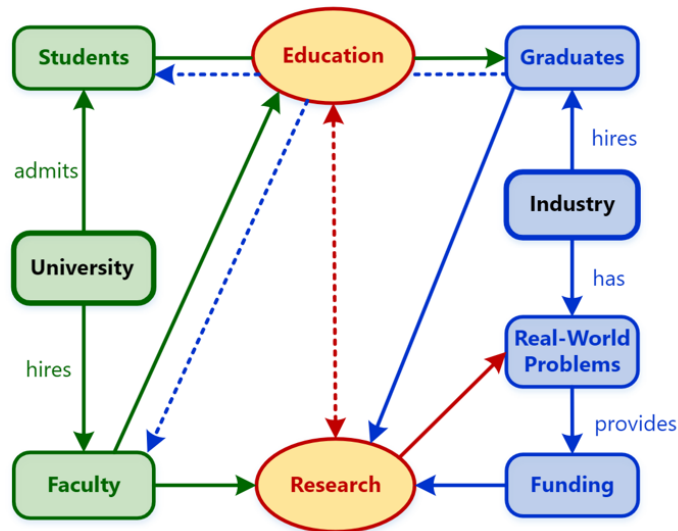 Students
Education
Graduates
admits
hires
University
Industry
hires
has
Real-World
Problems
provides
Faculty
Research
Funding